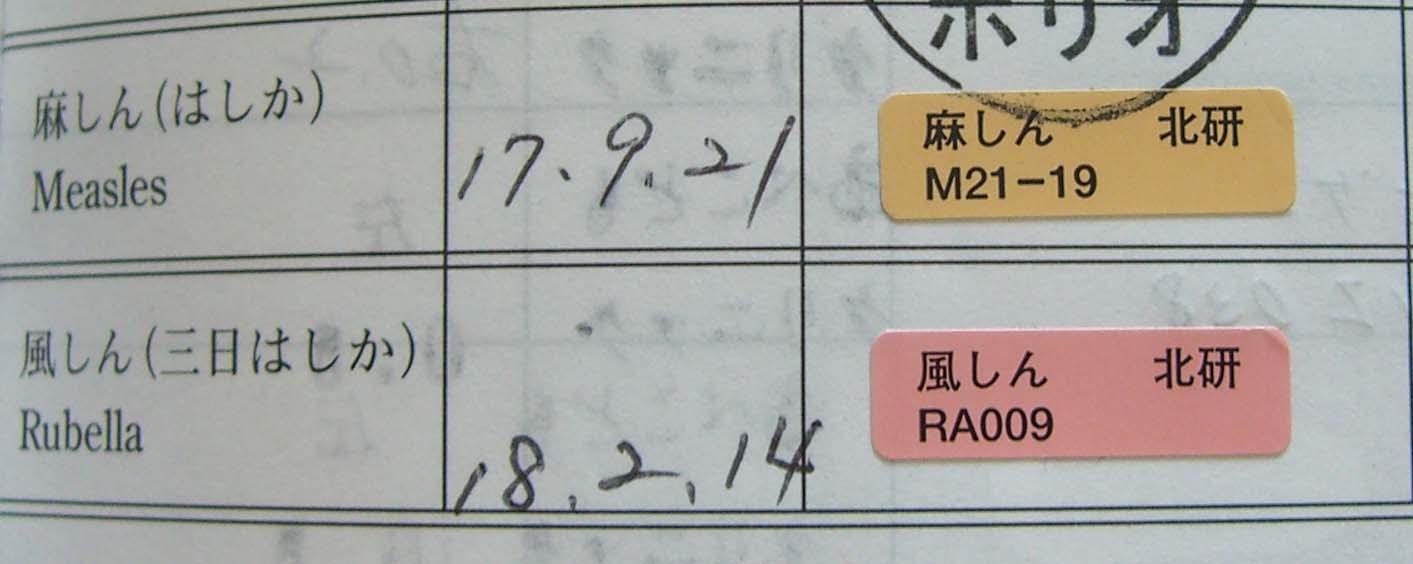 ポリオ
麻しん(はしか)
Measles
17.9.21
麻しん 北研
M21-19
風しん(三日はしか)
Rubella
18.2.14
風しん 北研
RA009